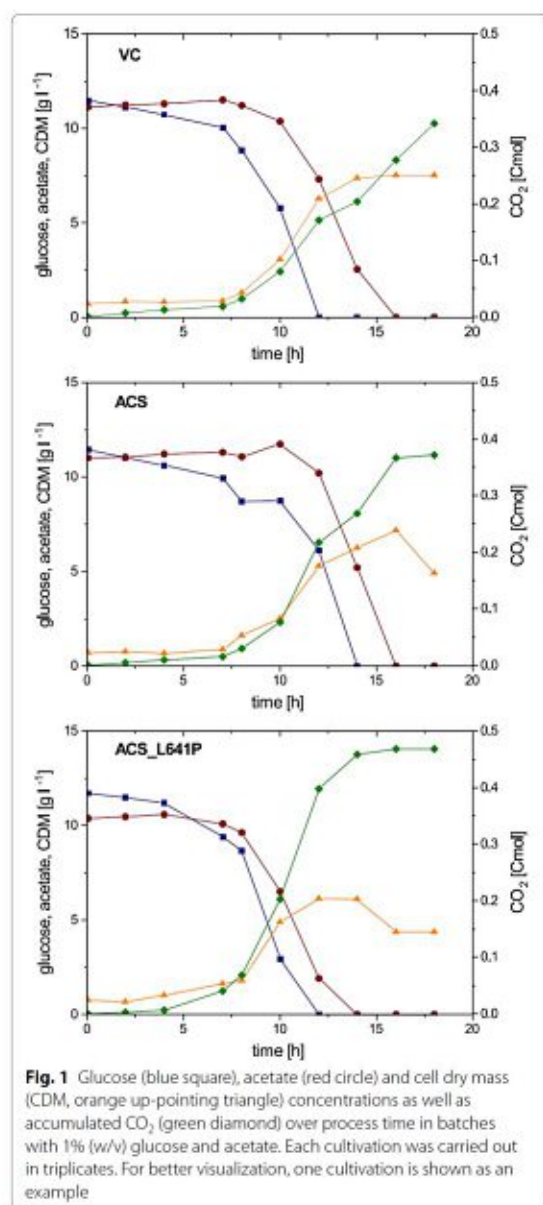 VC
15
10
5
0
0.5
0.4
0.3
0.2
0.1
0.0
glucose, acetate, CDM [g l⁻¹]
CO₂ [Cmol]
0 5 10 15 20
time [h]
ACS
15
10
5
0
0.5
0.4
0.3
0.2
0.1
0.0
glucose, acetate, CDM [g l⁻¹]
CO₂ [Cmol]
0 5 10 15 20
time [h]
ACS_L641P
15
10
5
0
0.5
0.4
0.3
0.2
0.1
0.0
glucose, acetate, CDM [g l⁻¹]
CO₂ [Cmol]
0 5 10 15 20
time [h]
Fig. 1 Glucose (blue square), acetate (red circle) and cell dry mass
(CDM, orange up-pointing triangle) concentrations as well as
accumulated CO₂ (green diamond) over process time in batches
with 1% (w/v) glucose and acetate. Each cultivation was carried out
in triplicates. For better visualization, one cultivation is shown as an
example